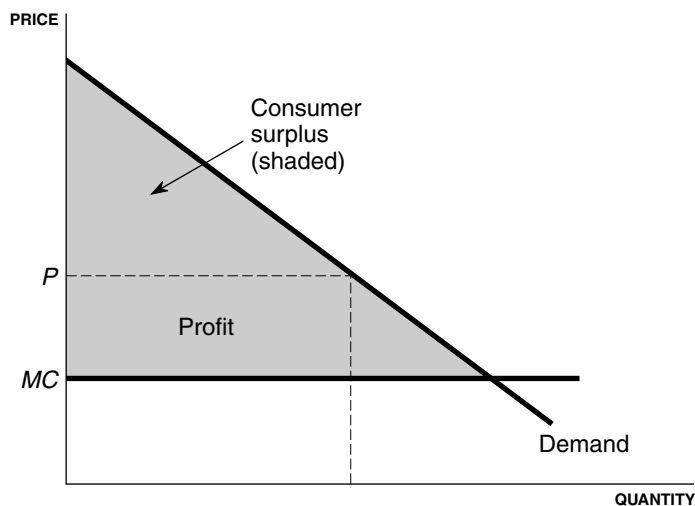 PRICE
Consumer
surplus
(shaded)
P
Profit
MC
Demand
QUANTITY